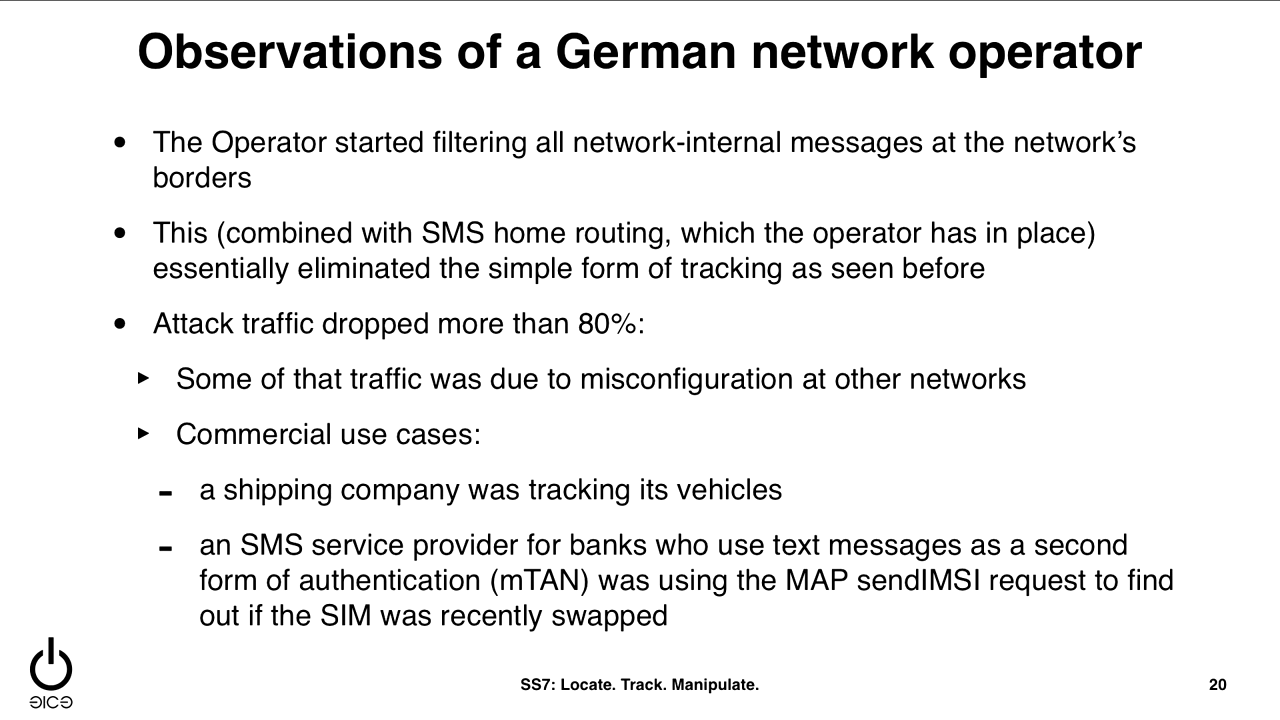 Observations of a German network operator
• The Operator started filtering all network-internal messages at the network’s
borders
• This (combined with SMS home routing, which the operator has in place)
essentially eliminated the simple form of tracking as seen before
• Attack traffic dropped more than 80%:
▸ Some of that traffic was due to misconfiguration at other networks
▸ Commercial use cases:
- a shipping company was tracking its vehicles
- an SMS service provider for banks who use text messages as a second
form of authentication (mTAN) was using the MAP sendIMSI request to find
out if the SIM was recently swapped
SS7: Locate. Track. Manipulate.
20